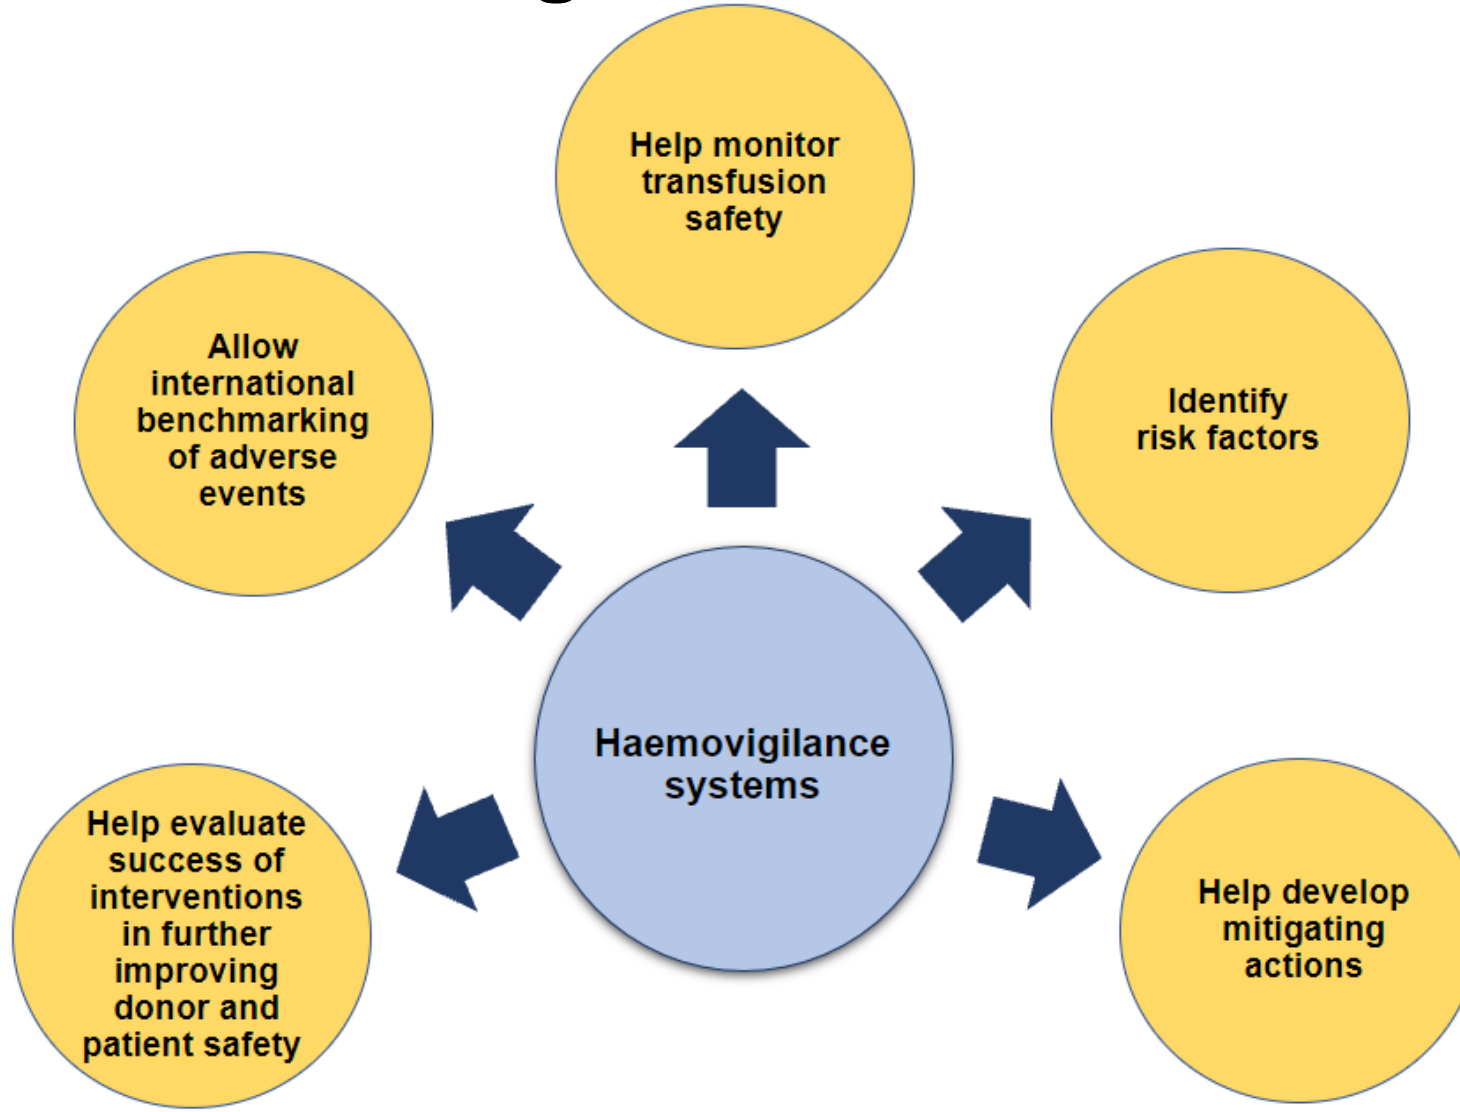 Help monitor
transfusion
safety
Allow
international
benchmarking
of adverse
events
Identify
risk factors
Haemovigilance
systems
Help evaluate
success of
interventions
in further
improving
donor and
patient safety
Help develop
mitigating
actions